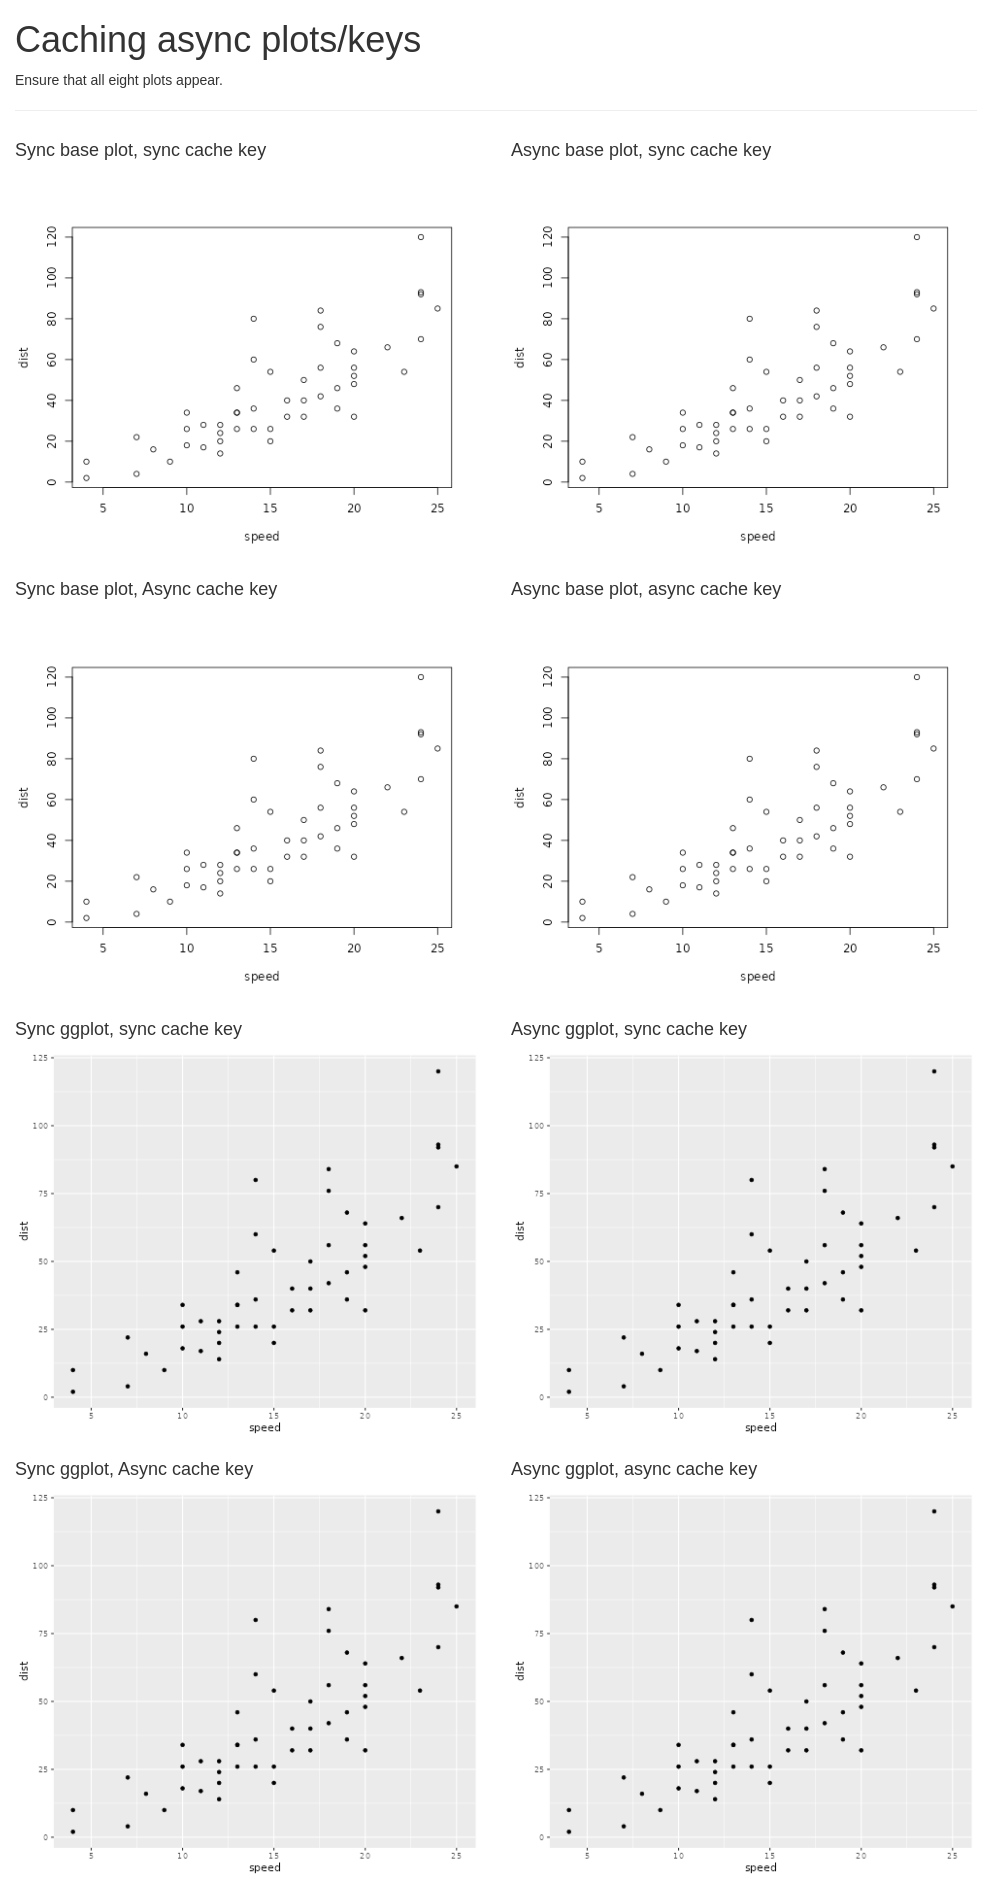 Caching async plots/keys
Ensure that all eight plots appear.
Sync base plot, sync cache key
Async base plot, sync cache key
120
100
80
60
40
20
0
dist
5 10 15 20 25
speed
120
100
80
60
40
20
0
dist
5 10 15 20 25
speed
Sync base plot, Async cache key
Async base plot, async cache key
120
100
80
60
40
20
0
dist
5 10 15 20 25
speed
120
100
80
60
40
20
0
dist
5 10 15 20 25
speed
Sync ggplot, sync cache key
Async ggplot, sync cache key
125
100
75
50
25
0
dist
5 10 15 20 25
speed
125
100
75
50
25
0
dist
5 10 15 20 25
speed
Sync ggplot, Async cache key
Async ggplot, async cache key
125
100
75
50
25
0
dist
5 10 15 20 25
speed
125
100
75
50
25
0
dist
5 10 15 20 25
speed